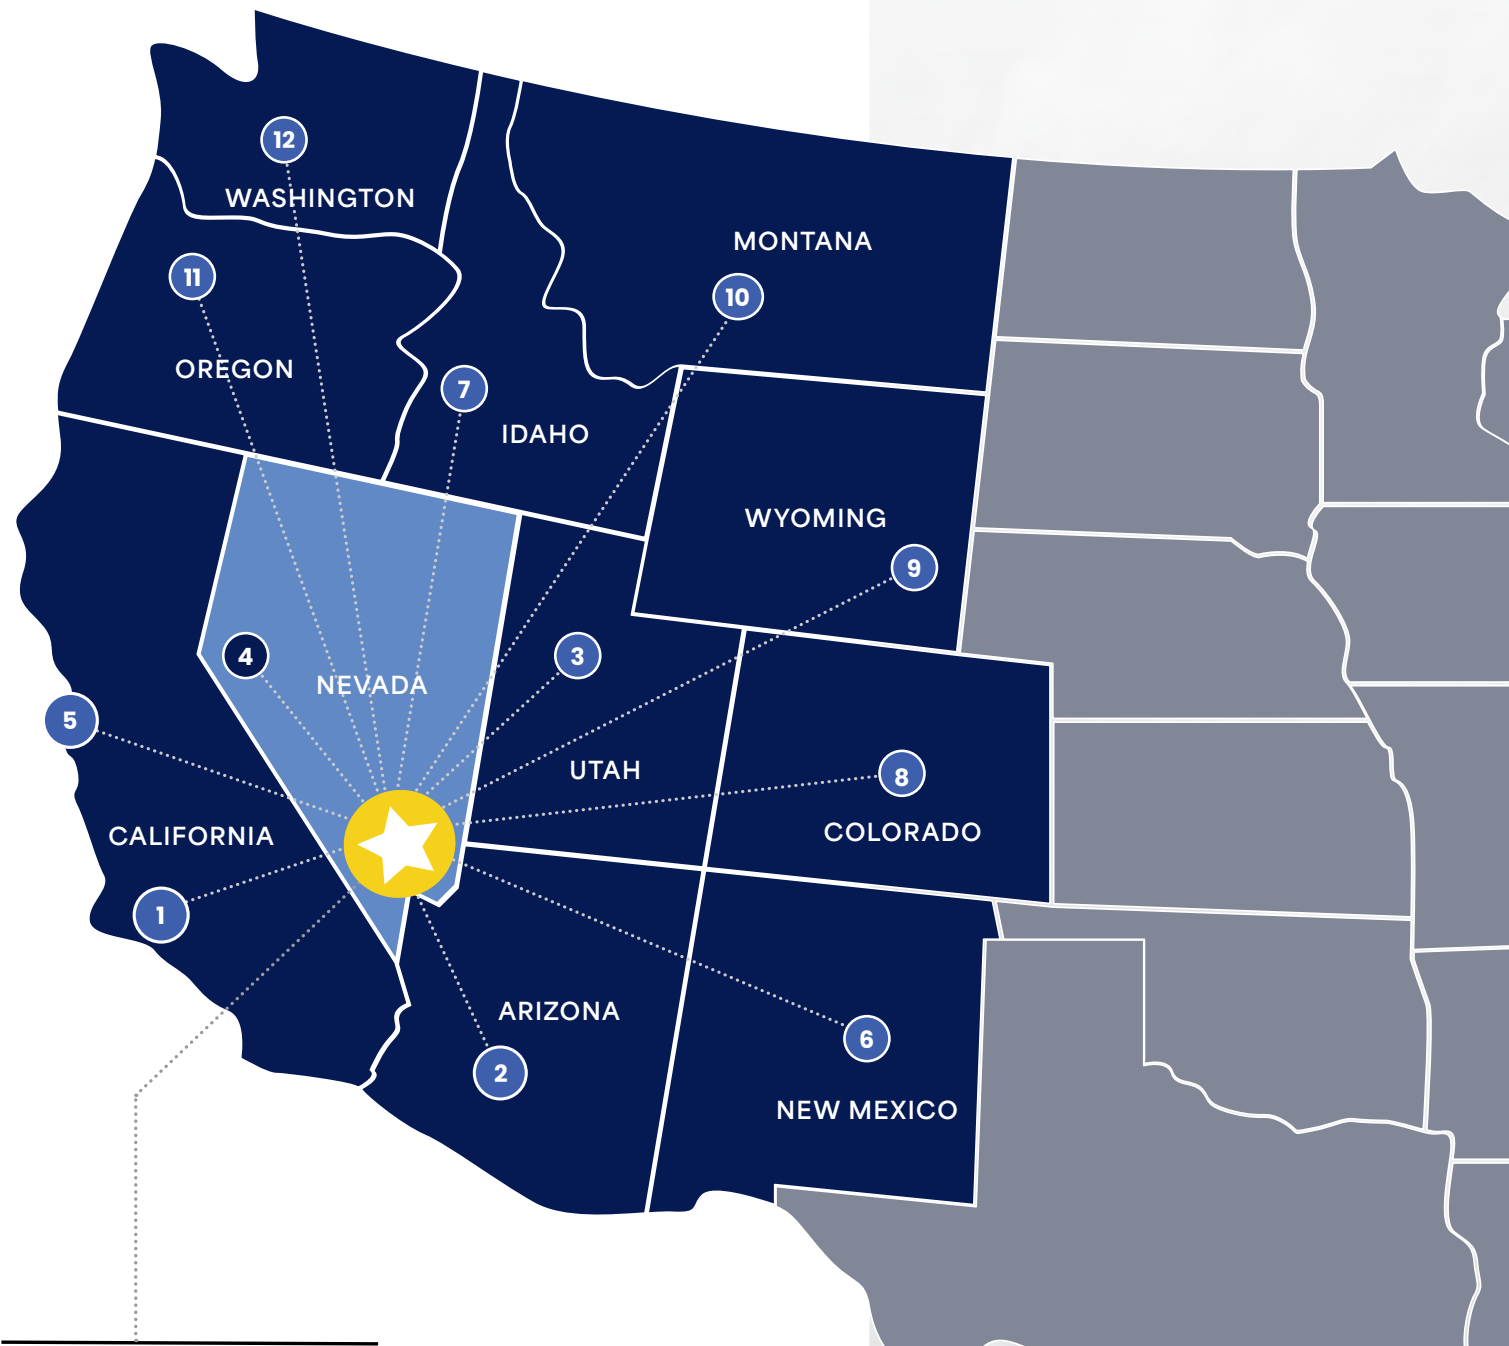 12
WASHINGTON
MONTANA
11
10
OREGON
7
IDAHO
WYOMING
9
4
3
NEVADA
5
UTAH
8
CALIFORNIA
COLORADO
1
ARIZONA
6
2
NEW MEXICO